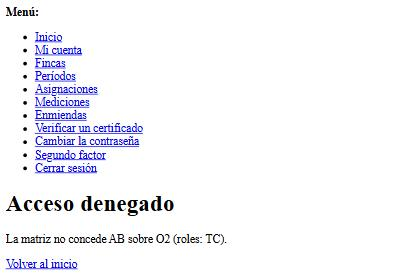 Menú:
Inicio
Mi cuenta
Fincas
Períodos
Asignaciones
Mediciones
Enmiendas
Verificar un certificado
Cambiar la contraseña
Segundo factor
Cerrar sesión
Acceso denegado
La matriz no concede AB sobre O2 (roles: TC).
Volver al inicio